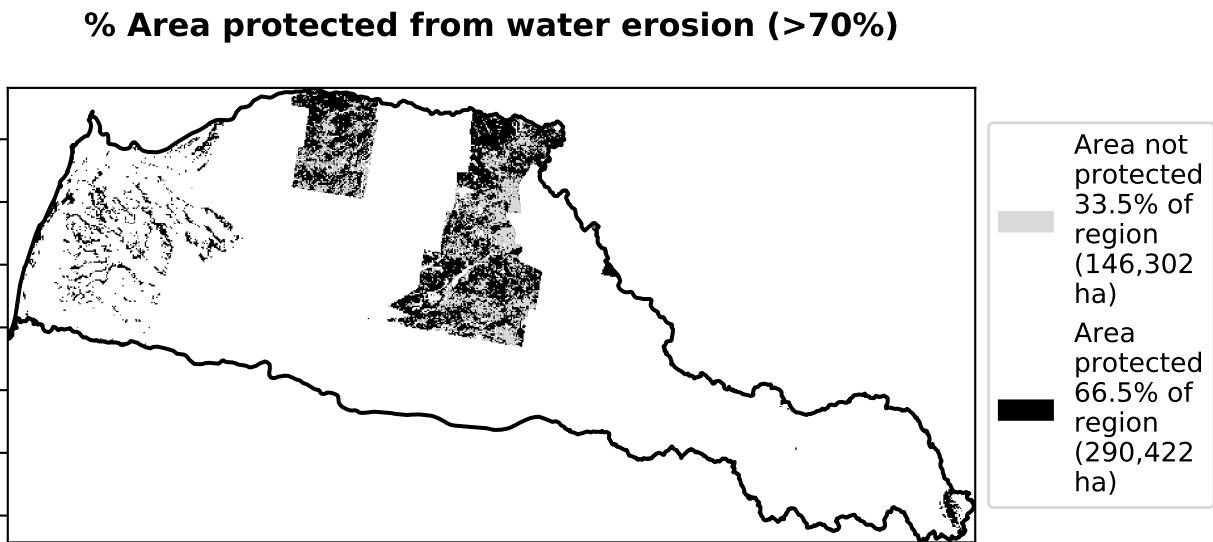 % Area protected from water erosion (>70%)
Area not
protected
33.5% of
region
(146,302
ha)
Area
protected
66.5% of
region
(290,422
ha)